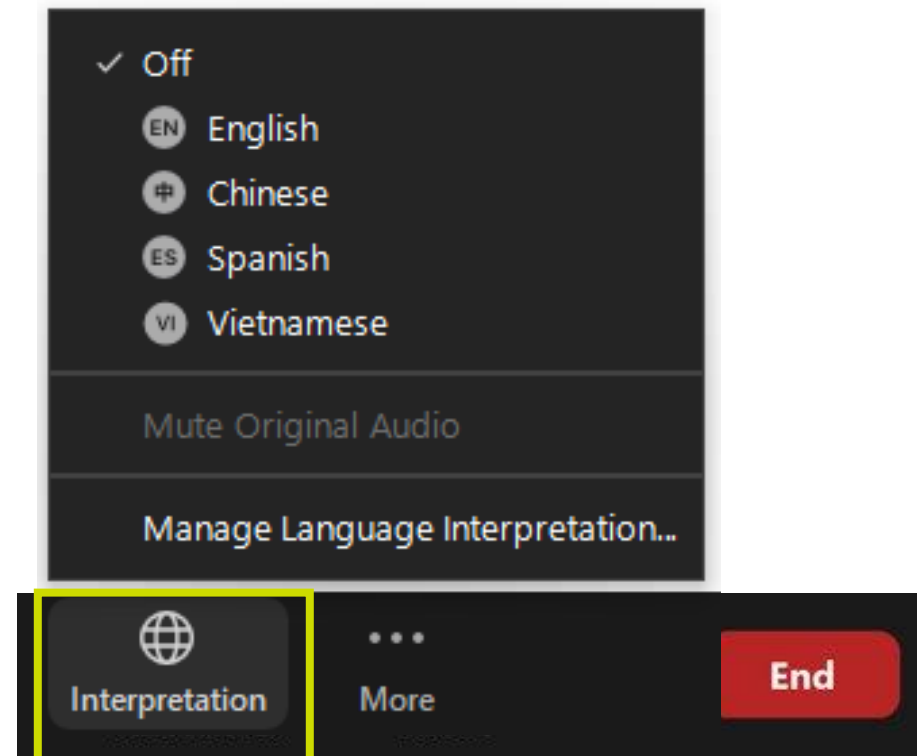 Off
EN English
中 Chinese
ES Spanish
VI Vietnamese
Mute Original Audio
Manage Language Interpretation...
Interpretation More End